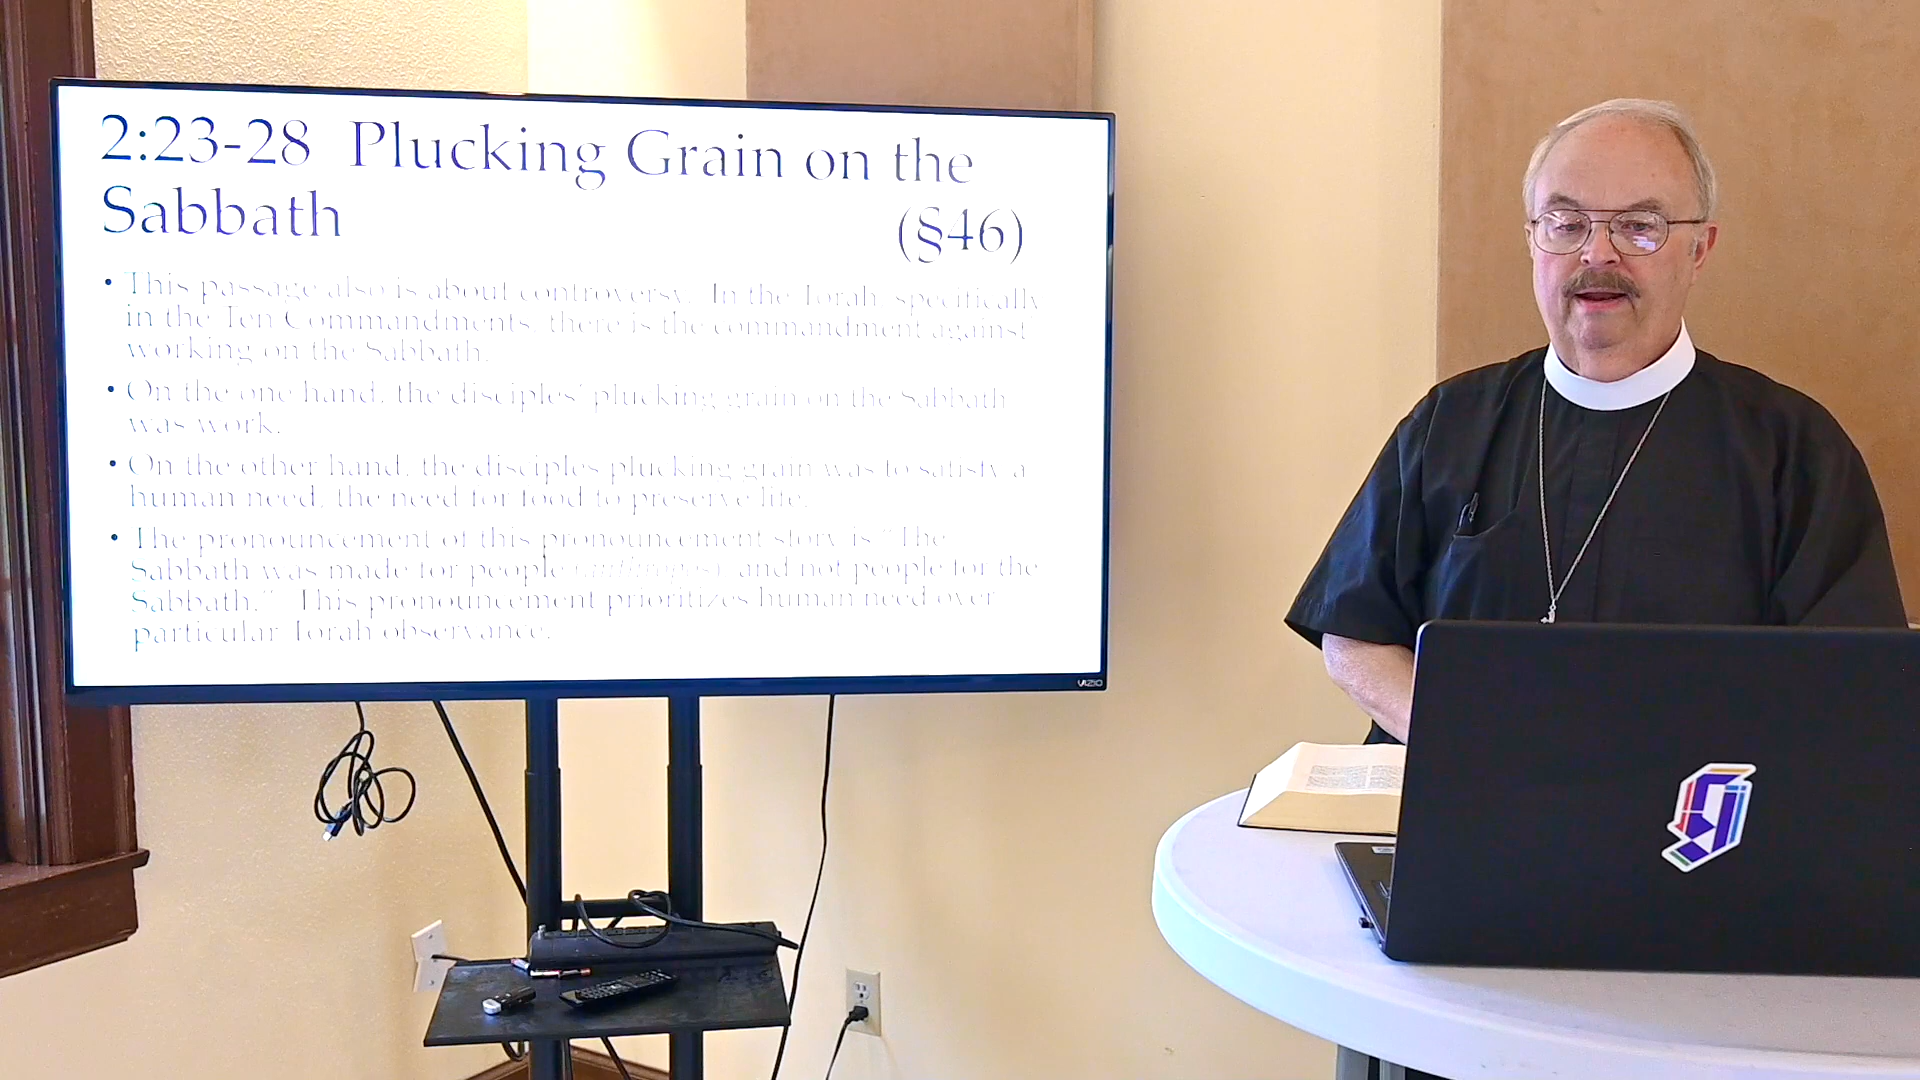 2:23-28 Plucking Grain on the
Sabbath (§46)
• This passage also is about controversy. In the Torah, specifically
in the Ten Commandments, there is the commandment against
working on the Sabbath.
• On the one hand, the disciples' plucking grain on the Sabbath
was work.
• On the other hand, the disciples plucking grain was to satisfy a
human need, the need for food to preserve life.
• The pronouncement of this pronouncement story is "The
Sabbath was made for people (anthropos), and not people for the
Sabbath." This pronouncement prioritizes human need over
particular Torah observance.
VIZIO